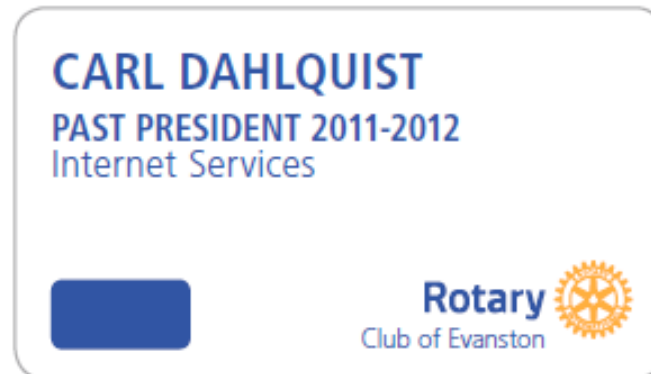 CARL DAHLQUIST
PAST PRESIDENT 2011-2012
Internet Services
Rotary
Club of Evanston